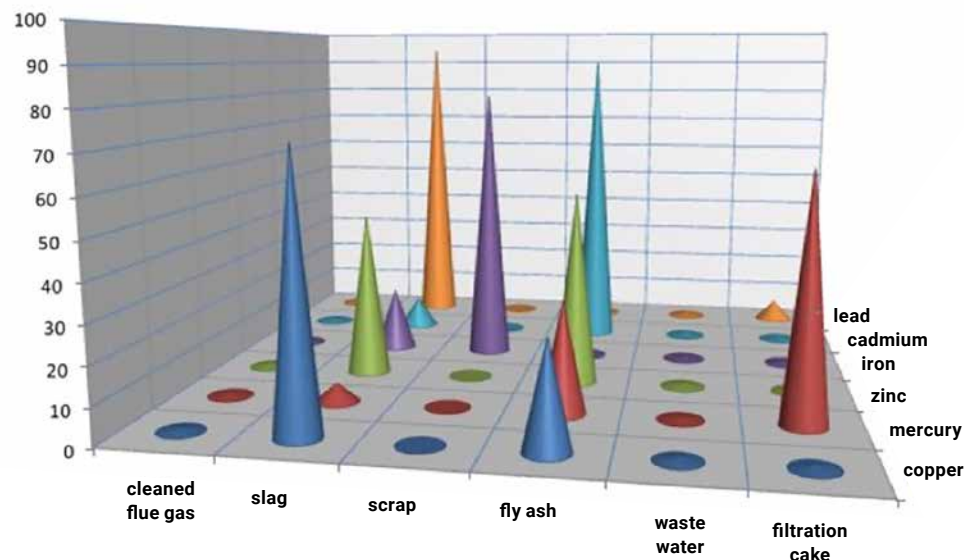 100
90
80
70
60
50
40
30
20
10
0
lead
cadmium
iron
zinc
mercury
copper
cleaned
flue gas
slag
scrap
fly ash
waste
water
filtration
cake